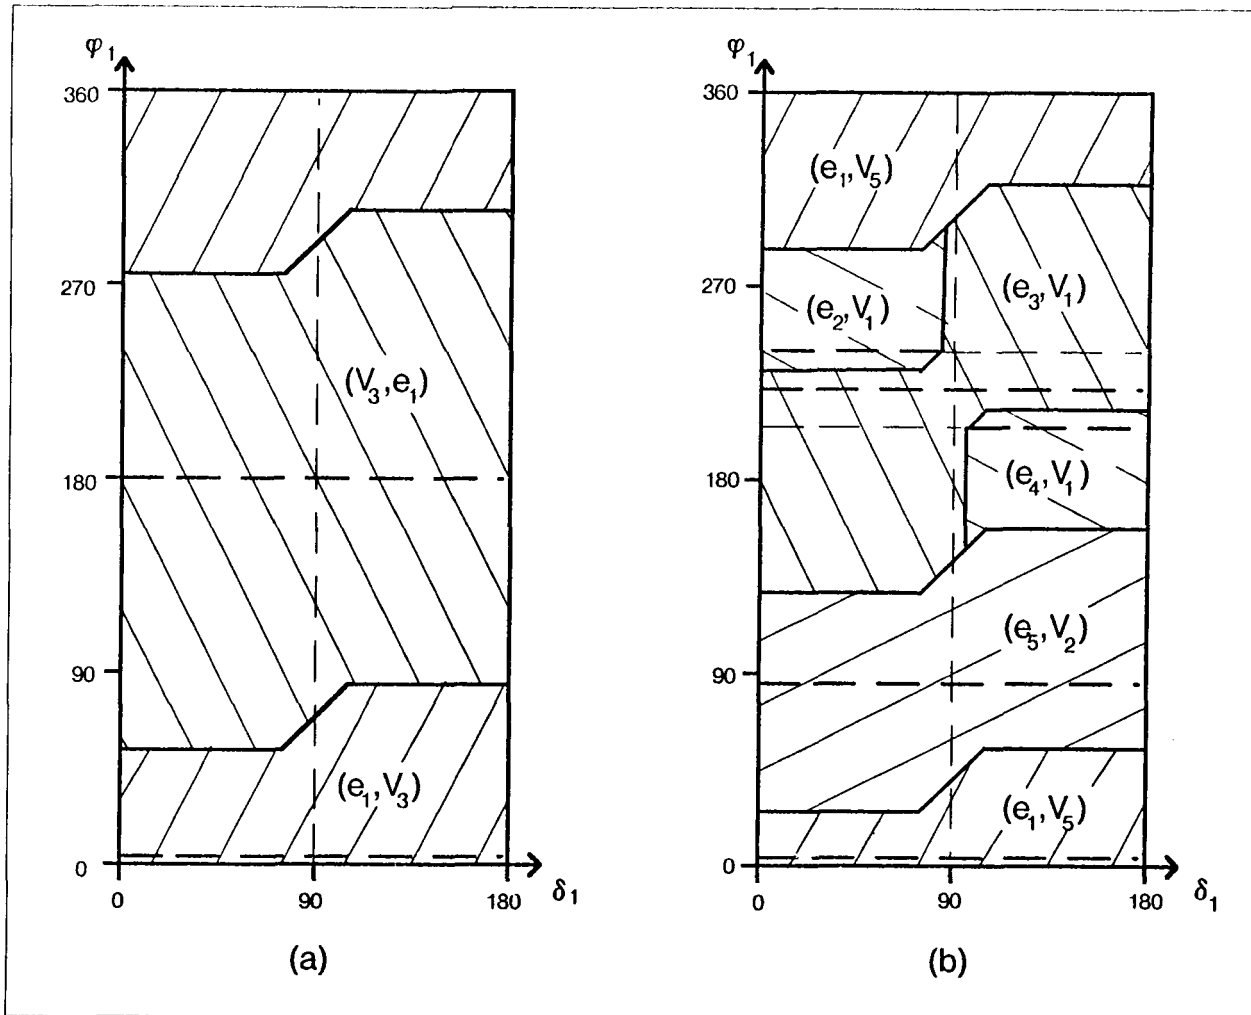 φ₁
360
270
(V₃,e₁)
180
90
(e₁,V₃)
0
0
90
180
δ₁
(a)
φ₁
360
(e₁,V₅)
270
(e₂,V₁)
(e₃,V₁)
180
(e₄,V₁)
(e₅,V₂)
90
(e₁,V₅)
0
0
90
180
δ₁
(b)